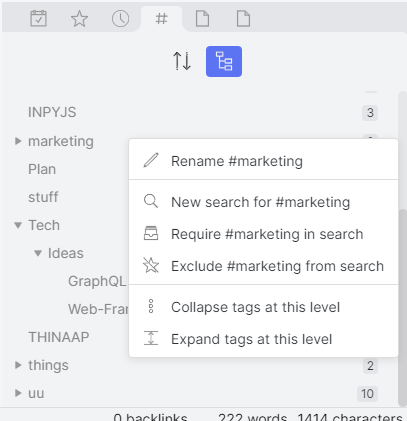 INPYJS 3
marketing
Plan
stuff
Tech
Ideas
GraphQL
Web-Fra
THINAAP
things 2
uu 10
Rename #marketing
New search for #marketing
Require #marketing in search
Exclude #marketing from search
Collapse tags at this level
Expand tags at this level
0 backlinks 222 words 1414 characters